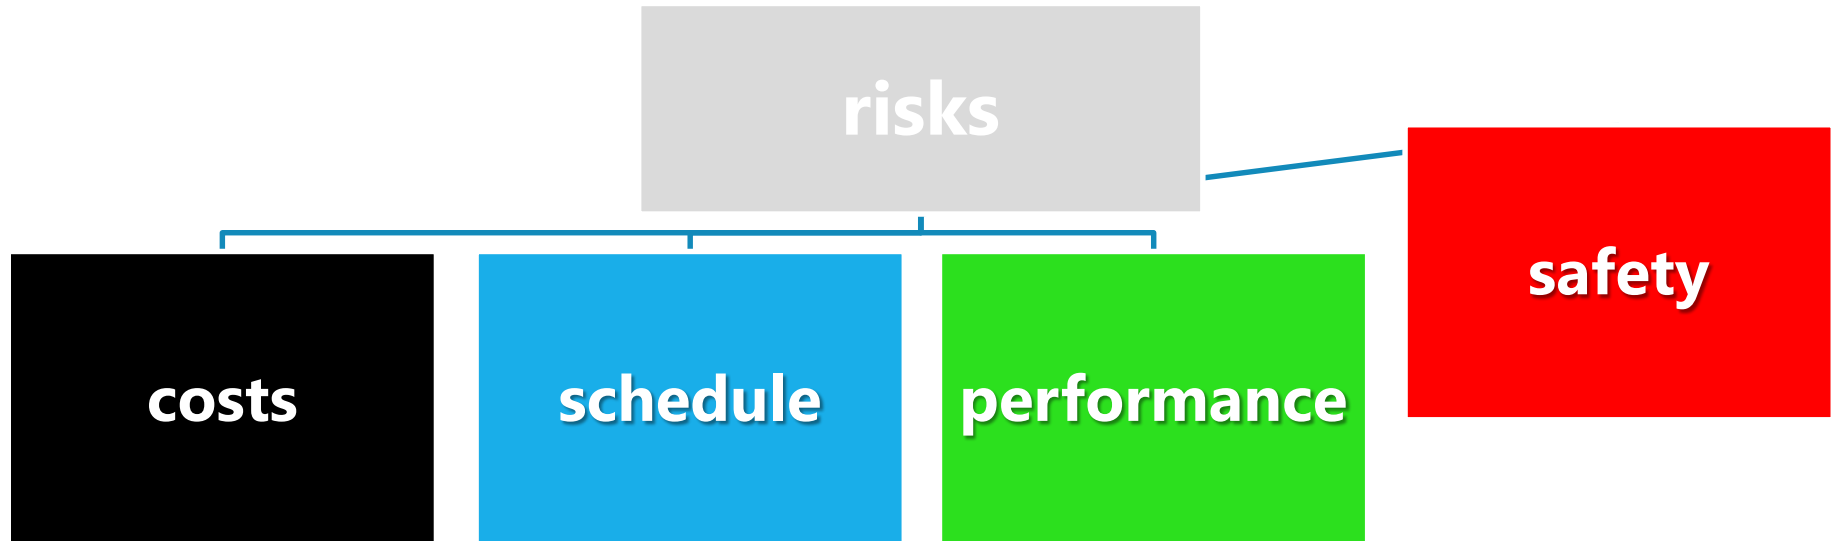 risks
safety
costs
schedule
performance